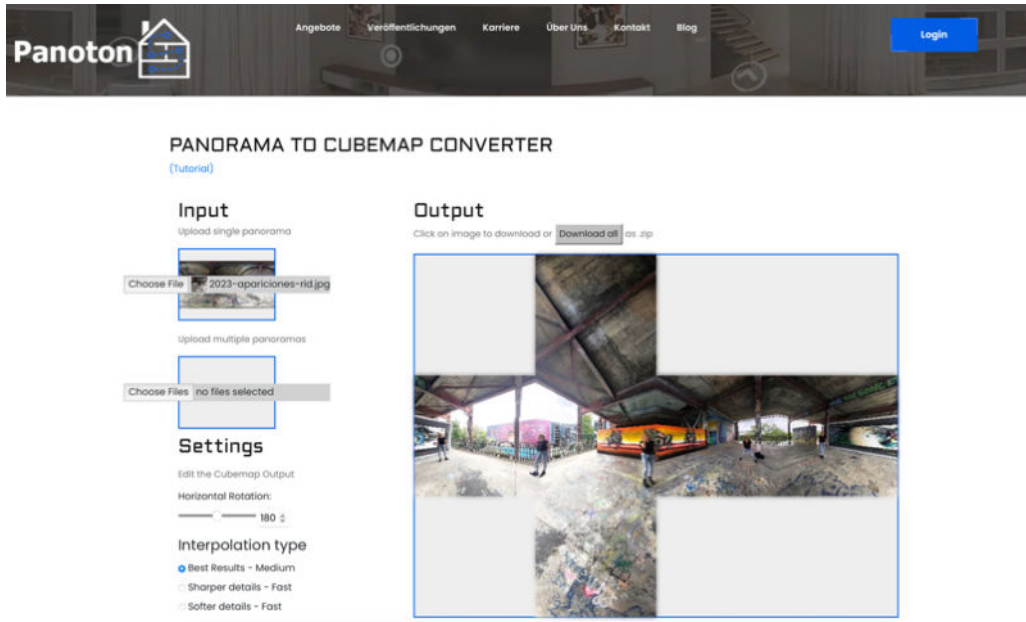 Angebote Veröffentlichungen Karriere Über Uns Kontakt Blog
Login
Panoton
PANORAMA TO CUBEMAP CONVERTER
(Tutorial)
Input
Upload single panorama
Choose File 2023-apariciones-rid.jpg
Upload multiple panoramas
Choose Files no files selected
Settings
Edit the Cubemap Output
Horizontal Rotation:
180
Interpolation type
Best Results - Medium
Sharper details - Fast
Softer details - Fast
Output
Click on image to download or Download all as .zip